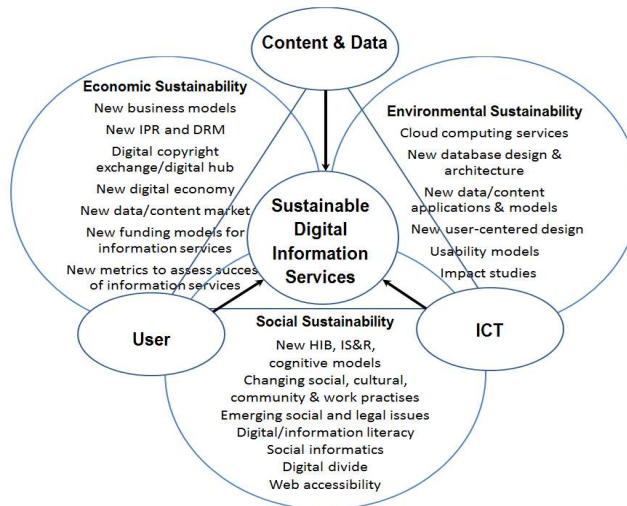 Content & Data
Economic Sustainability
New business models
New IPR and DRM
Digital copyright
exchange/digital hub
New digital economy
New data/content market
New funding models for
information services
New metrics to assess succes
of information services
Environmental Sustainability
Cloud computing services
New database design &
architecture
New data/content
applications & models
New user-centered design
Usability models
Impact studies
Sustainable
Digital
Information
Services
User
ICT
Social Sustainability
New HIB, IS&R,
cognitive models
Changing social, cultural,
community & work practises
Emerging social and legal issues
Digital/information literacy
Social informatics
Digital divide
Web accessibility